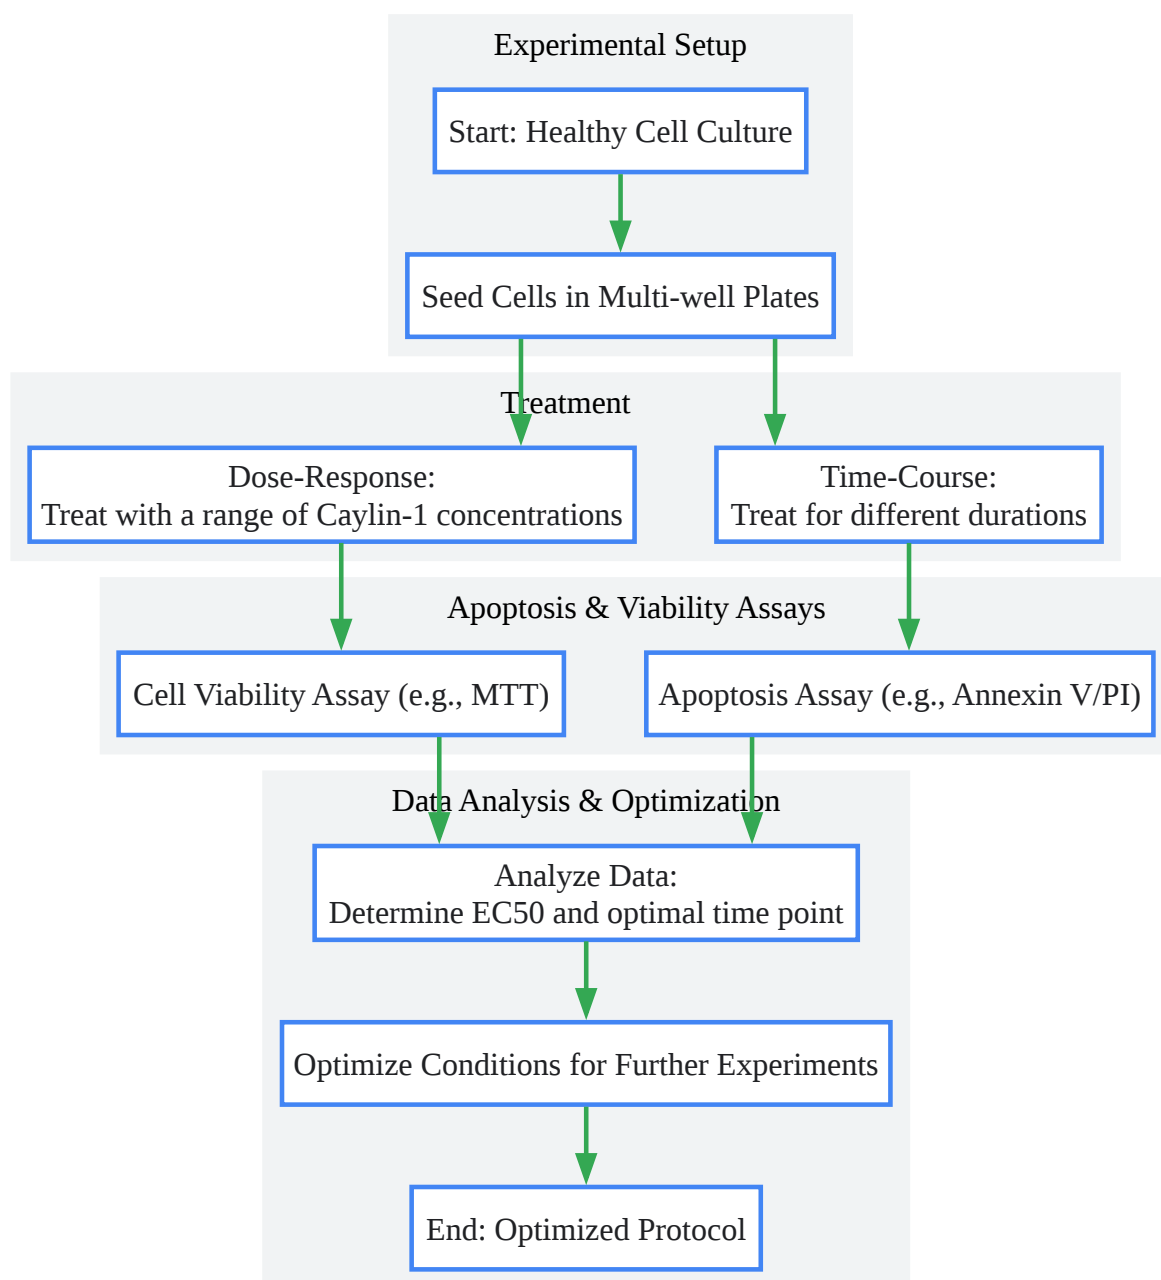 Experimental Setup
Start: Healthy Cell Culture
Seed Cells in Multi-well Plates
Treatment
Dose-Response:
Treat with a range of Caylin-1 concentrations
Time-Course:
Treat for different durations
Apoptosis & Viability Assays
Cell Viability Assay (e.g., MTT)
Apoptosis Assay (e.g., Annexin V/PI)
Data Analysis & Optimization
Analyze Data:
Determine EC50 and optimal time point
Optimize Conditions for Further Experiments
End: Optimized Protocol